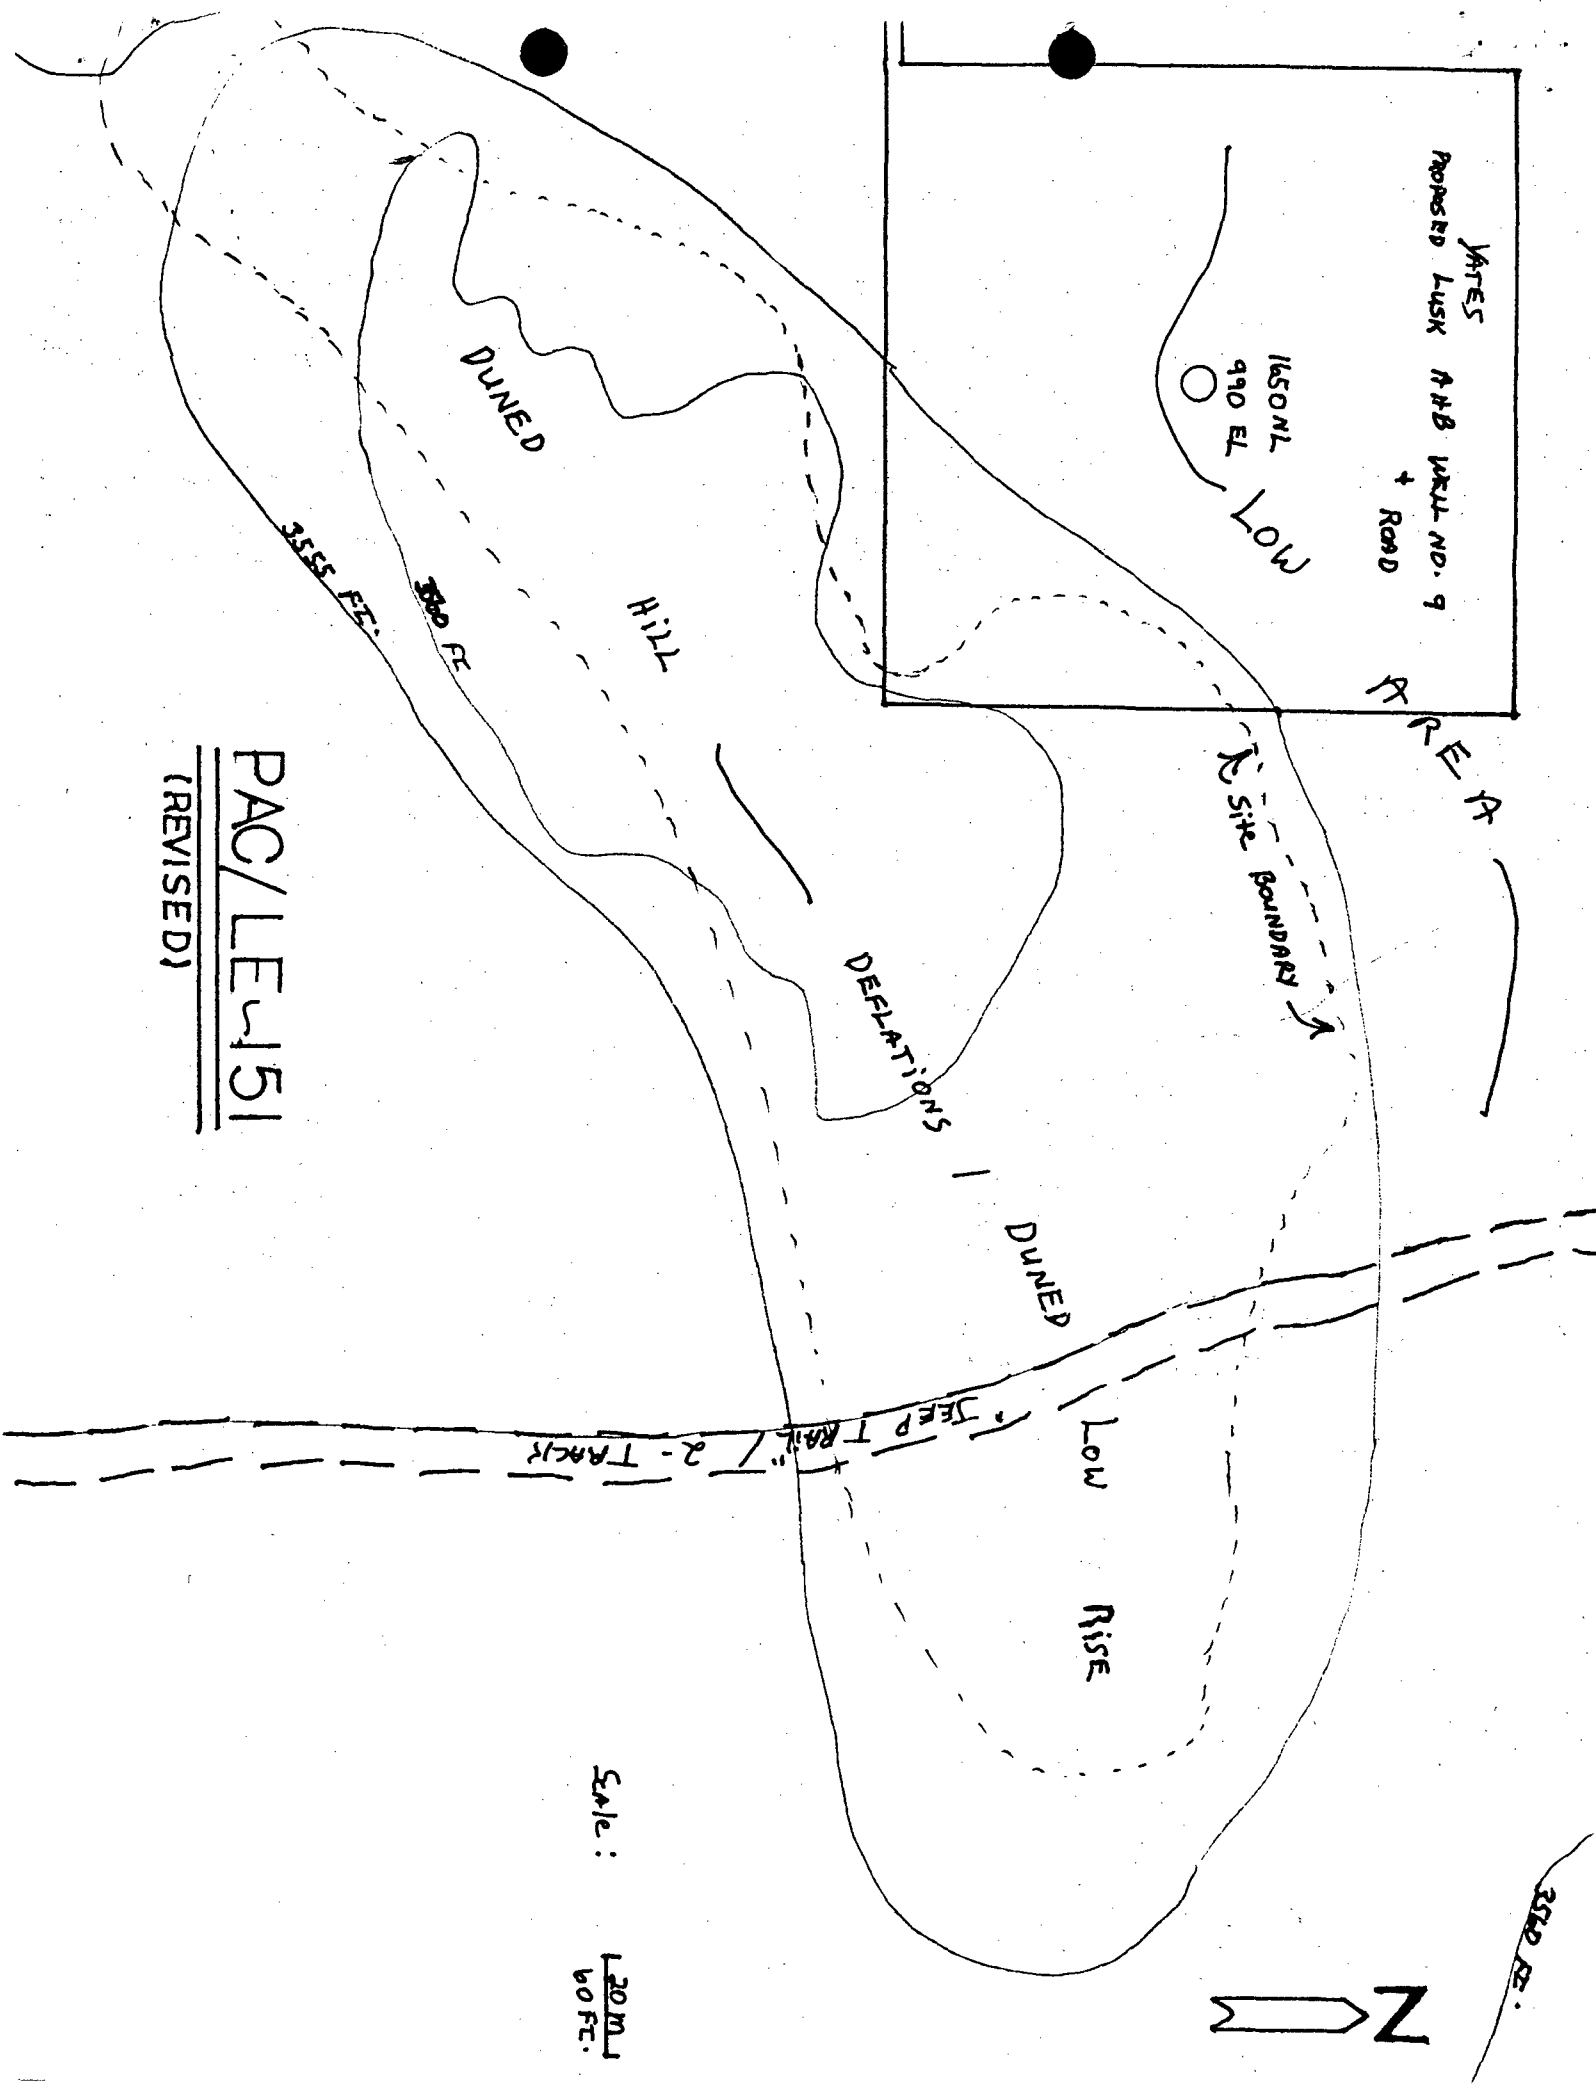 YATES
PROPOSED LUSK AHB WELL NO. 9
+ ROAD
1650 NL
990 EL
LOW
AREA
SITE BOUNDARY
3560 FT.
N
DUNED
HILL
DEFLATIONS
DUNED
LOW
RISE
"JEEP TRAIL" / 2-TRACK
3555 FT.
3560 FT
PAC/LE-151
(REVISED)
Scale:
20 m
60 FT.